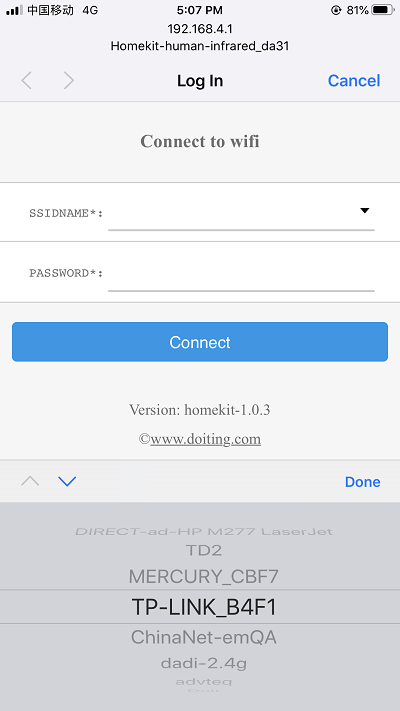 中国移动 4G 5:07 PM 81%
192.168.4.1
Homekit-human-infrared_da31
Log In Cancel
Connect to wifi
SSIDNAME*:
PASSWORD*:
Connect
Version: homekit-1.0.3
©www.doiting.com
Done
DIRECT-ad-HP M277 LaserJet
TD2
MERCURY_CBF7
TP-LINK_B4F1
ChinaNet-emQA
dadi-2.4g
advteq